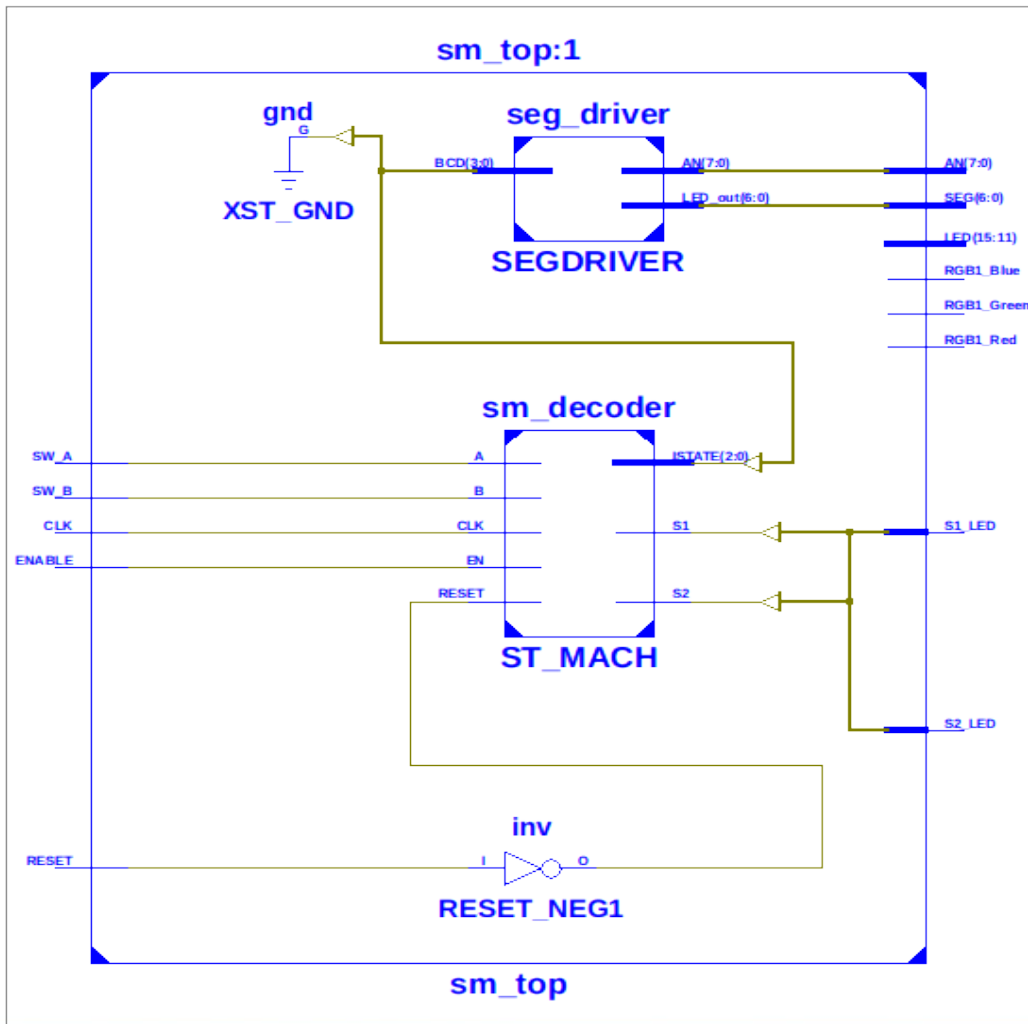 sm_top:1
gnd
G
XST_GND
seg_driver
BCD(3:0)
AN(7:0)
LED_out(6:0)
SEGDRIVER
AN(7:0)
SEG(6:0)
LED(15:11)
RGB1_Blue
RGB1_Green
RGB1_Red
sm_decoder
SW_A
A
ISTATE(2:0)
SW_B
B
CLK
CLK
S1
S1_LED
ENABLE
EN
RESET
S2
ST_MACH
S2_LED
inv
RESET
I
O
RESET_NEG1
sm_top